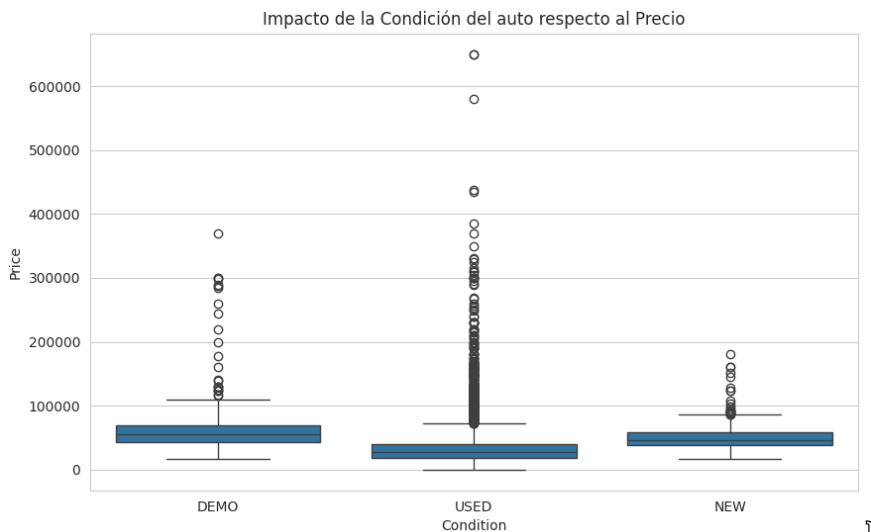 Impacto de la Condición del auto respecto al Precio
600000
500000
400000
300000
200000
100000
0
Price
DEMO USED NEW
Condition